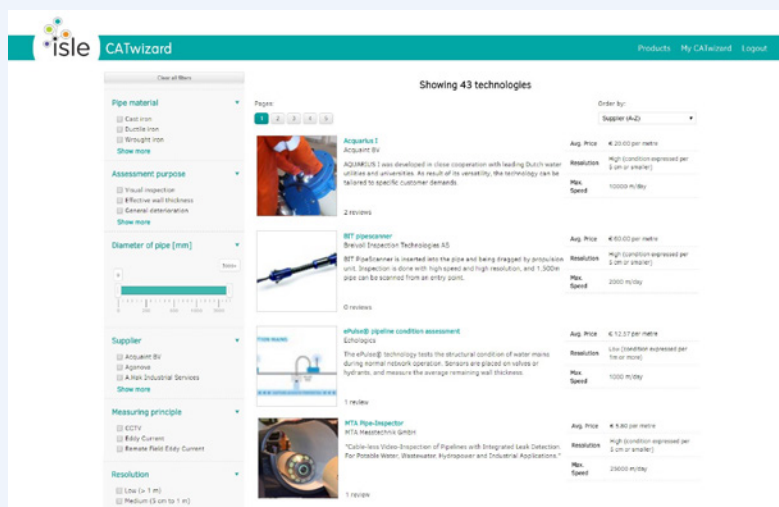 isle CATwizard
Products My CATwizard Logout
Clear all filters
Pipe material
Cast iron
Ductile iron
Wrought iron
Show more
Assessment purpose
Visual inspection
Effective wall thickness
General deterioration
Show more
Diameter of pipe [mm]
Supplier
Acquaint BV
Aganova
A.Hak Industrial Services
Show more
Measuring principle
CCTV
Eddy Current
Remote Field Eddy Current
Resolution
Low (> 1 m)
Medium (5 cm to 1 m)
Showing 43 technologies
Pages:
1 2 3 4 5
Order by:
Supplier (A-Z)
Acquarius I
Acquaint BV
AQUARIUS I was developed in close cooperation with leading Dutch water
utilities and universities. As result of its versatility, the technology can be
tailored to specific customer demands.
2 reviews
Avg. Price € 20.00 per metre
Resolution High (condition expressed per
5 cm or smaller)
Max.
Speed 10000 m/day
BIT pipescanner
Breivoll Inspection Technologies AS
BIT PipeScanner is inserted into the pipe and being dragged by propulsion
unit. Inspection is done with high speed and high resolution, and 1,500m
pipe can be scanned from an entry point.
0 reviews
Avg. Price € 60.00 per metre
Resolution High (condition expressed per
5 cm or smaller)
Max.
Speed 2000 m/day
ePulse® pipeline condition assessment
Echologics
The ePulse® technology tests the structural condition of water mains
during normal network operation. Sensors are placed on valves or
hydrants, and measure the average remaining wall thickness.
1 review
Avg. Price € 12.37 per metre
Resolution Low (condition expressed per
1m or more)
Max.
Speed 1000 m/day
MTA Pipe-Inspector
MTA Messtechnik GmbH
"Cable-less Video-Inspection of Pipelines with Integrated Leak Detection.
For Potable Water, Wastewater, Hydropower and Industrial Applications."
1 review
Avg. Price € 5.80 per metre
Resolution High (condition expressed per
5 cm or smaller)
Max.
Speed 25000 m/day